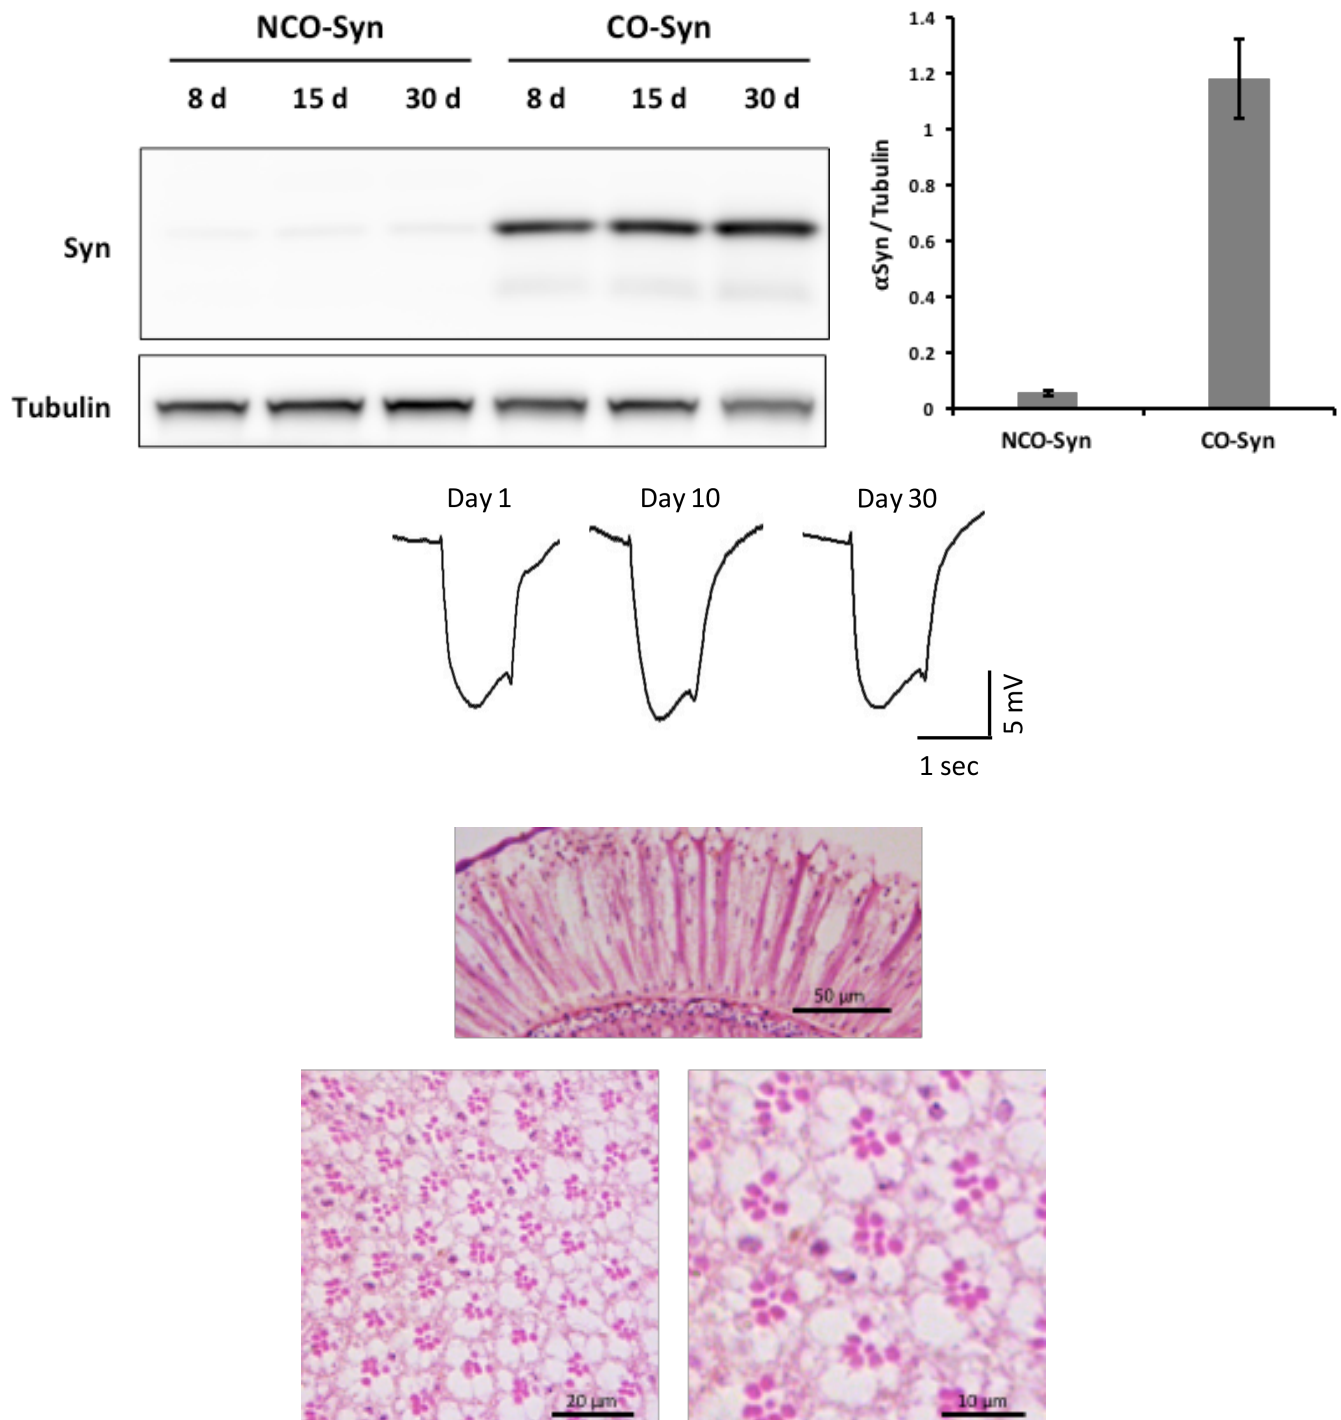 NCO-Syn CO-Syn
8 d 15 d 30 d 8 d 15 d 30 d
Syn
Tubulin
1.4
1.2
1
0.8
0.6
0.4
0.2
0
αSyn / Tubulin
NCO-Syn CO-Syn
Day 1 Day 10 Day 30
5 mV
1 sec
50 µm
20 µm
10 µm